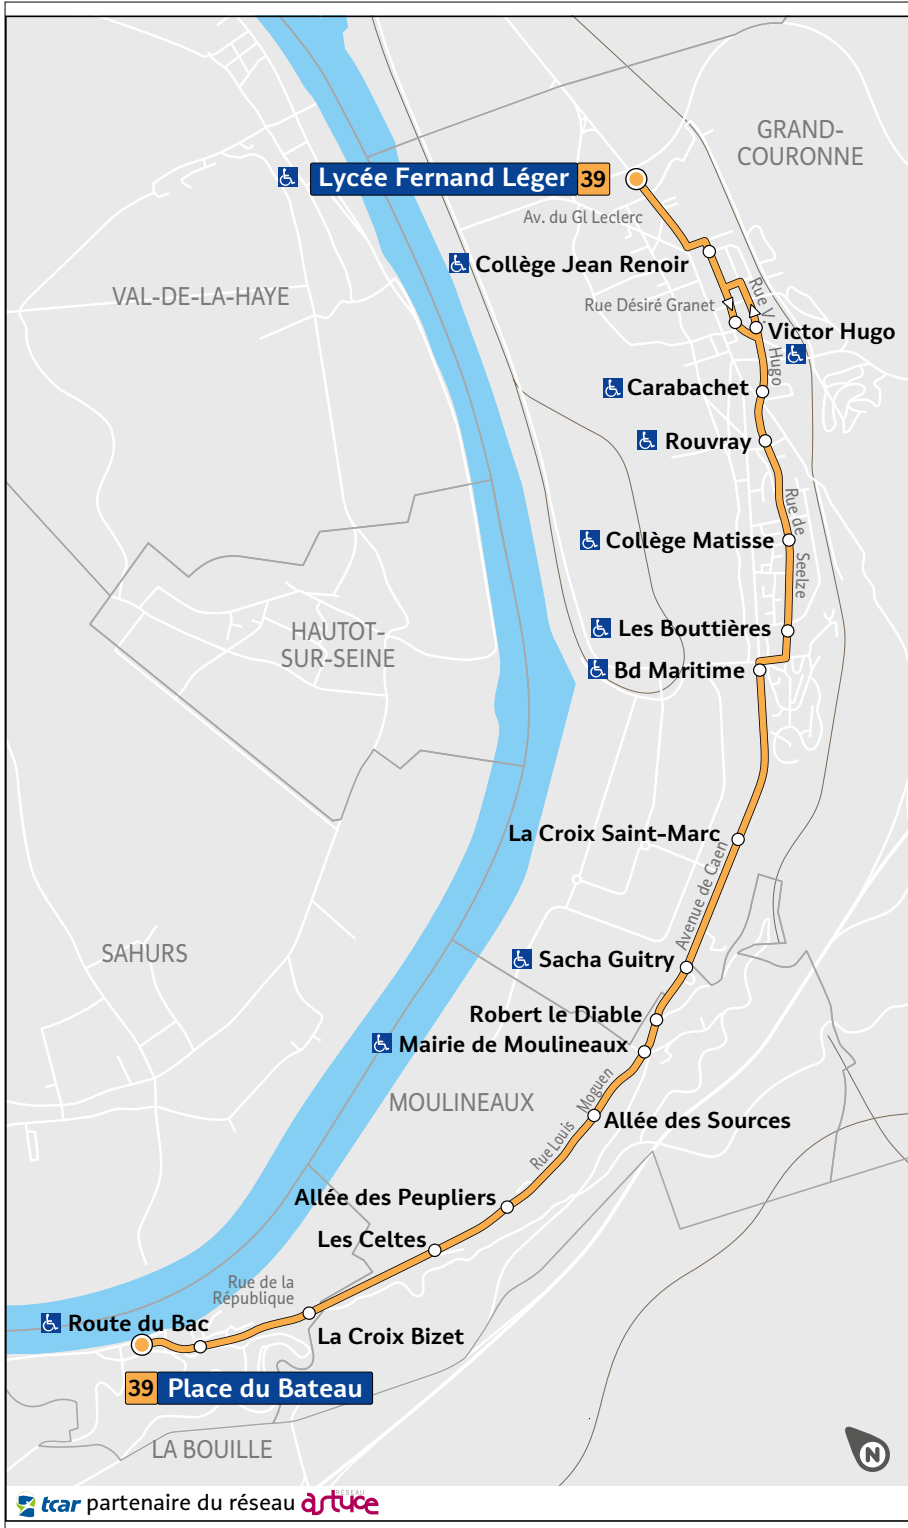 GRAND-
COURONNE
Lycée Fernand Léger 39
Av. du Gl Leclerc
Collège Jean Renoir
VAL-DE-LA-HAYE
Rue Désiré Granet
Rue V. Hugo
Victor Hugo
Carabachet
Rouvray
Rue de Seelze
Collège Matisse
Les Bouttières
HAUTOT-
SUR-SEINE
Bd Maritime
La Croix Saint-Marc
Avenue de Caen
SAHURS
Sacha Guitry
Robert le Diable
Mairie de Moulineaux
MOULINEAUX
Rue Louis Moguen
Allée des Sources
Allée des Peupliers
Les Celtes
Rue de la
République
Route du Bac
La Croix Bizet
39 Place du Bateau
LA BOUILLE
N
tcar partenaire du réseau RÉSEAU astuce